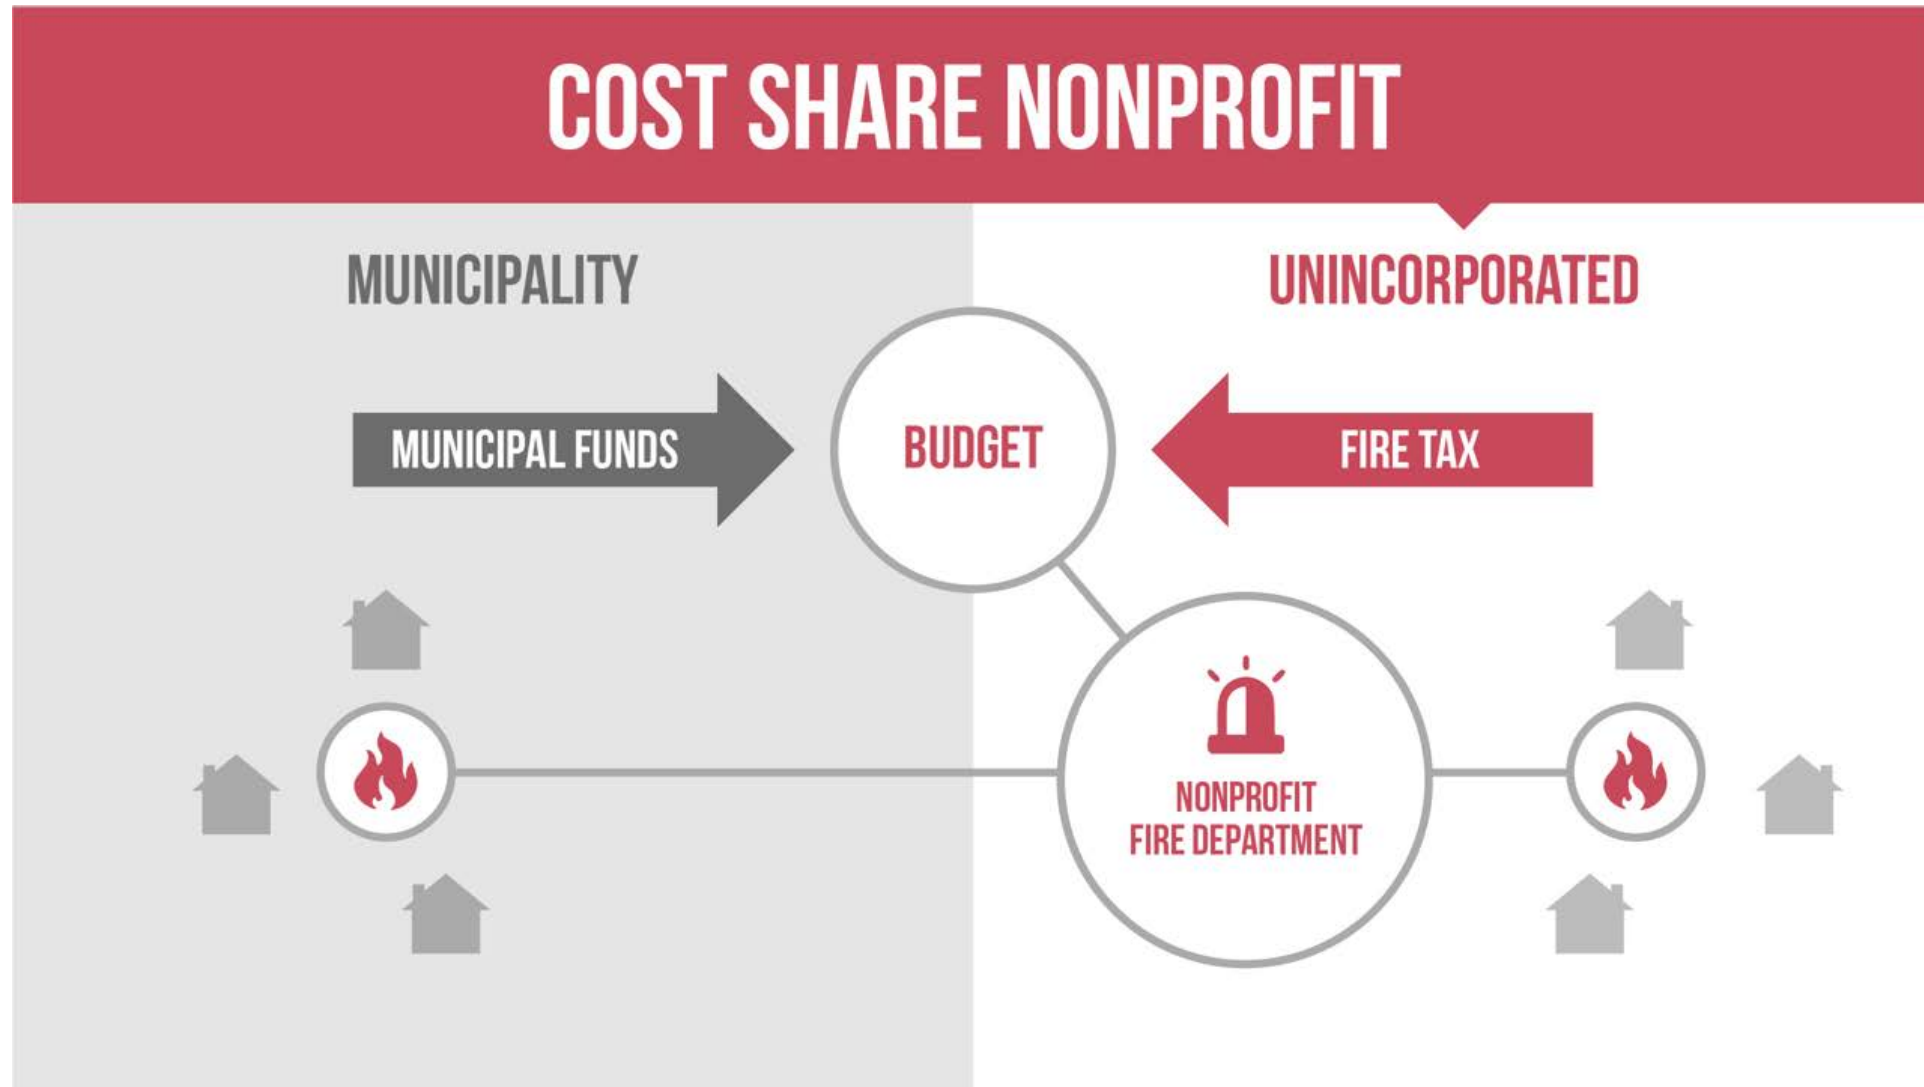 COST SHARE NONPROFIT
MUNICIPALITY
UNINCORPORATED
MUNICIPAL FUNDS
BUDGET
FIRE TAX
NONPROFIT
FIRE DEPARTMENT